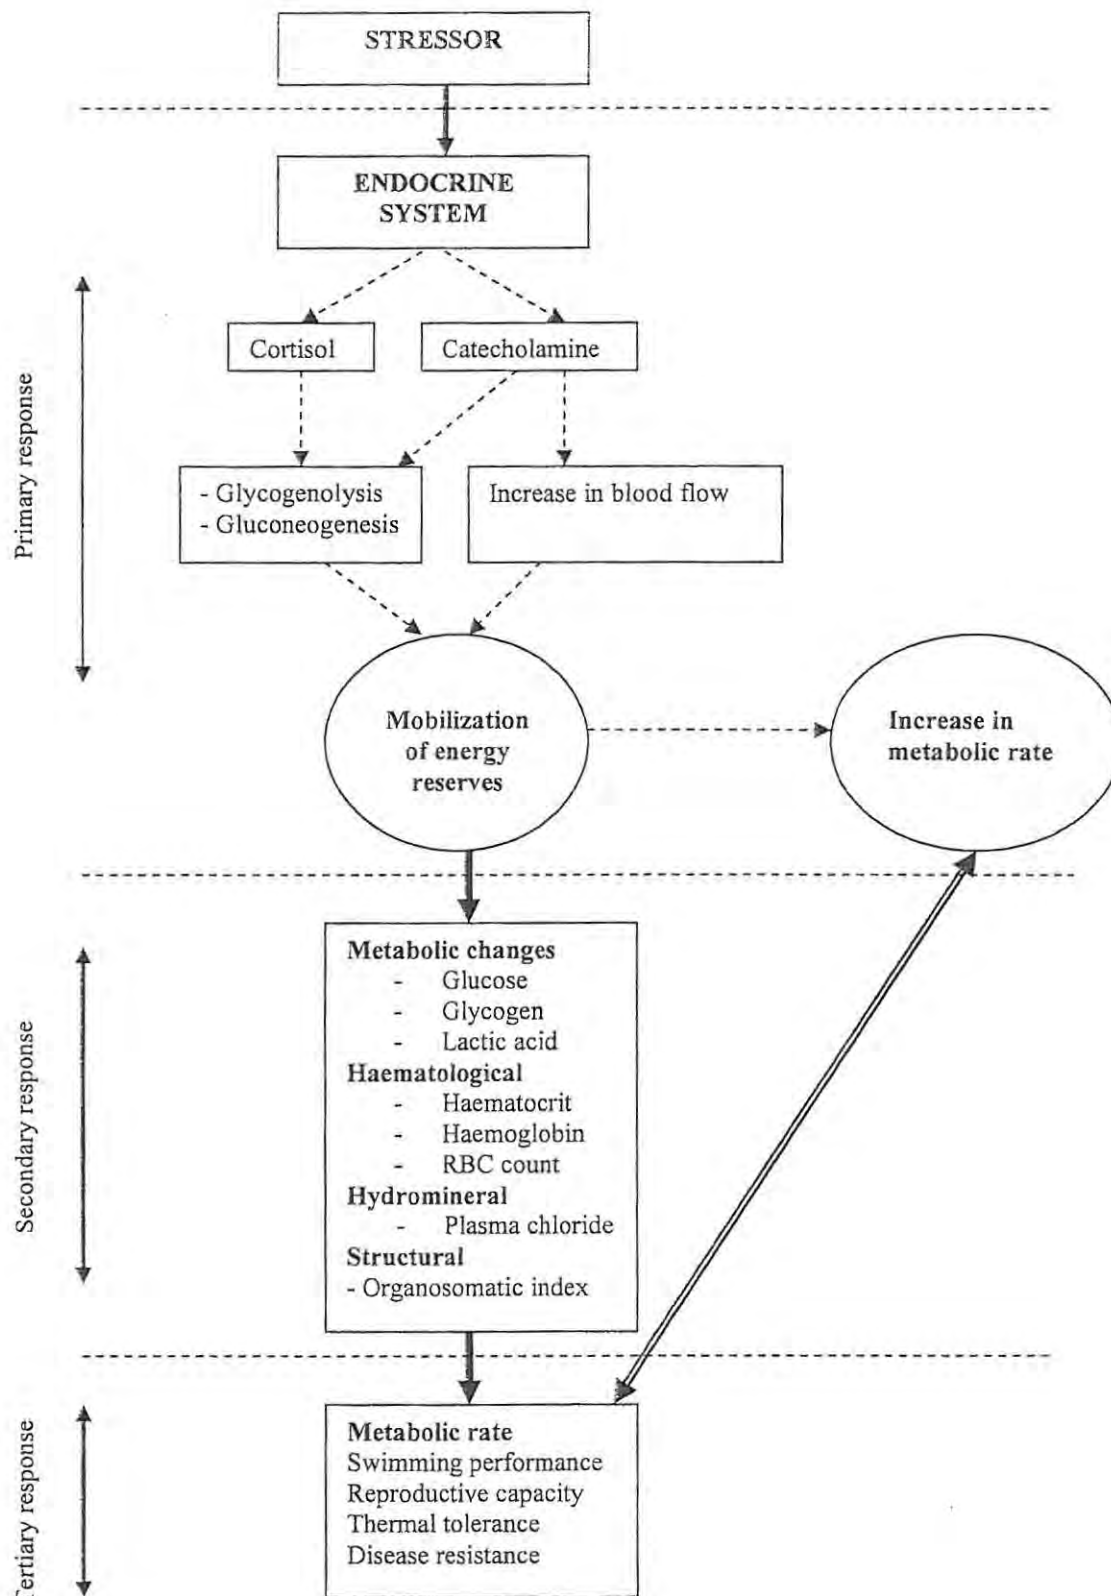 STRESSOR
ENDOCRINE
SYSTEM
Cortisol
Catecholamine
Primary response
- Glycogenolysis
- Gluconeogenesis
Increase in blood flow
Mobilization
of energy
reserves
Increase in
metabolic rate
Secondary response
Metabolic changes
- Glucose
- Glycogen
- Lactic acid
Haematological
- Haematocrit
- Haemoglobin
- RBC count
Hydromineral
- Plasma chloride
Structural
- Organosomatic index
Tertiary response
Metabolic rate
Swimming performance
Reproductive capacity
Thermal tolerance
Disease resistance